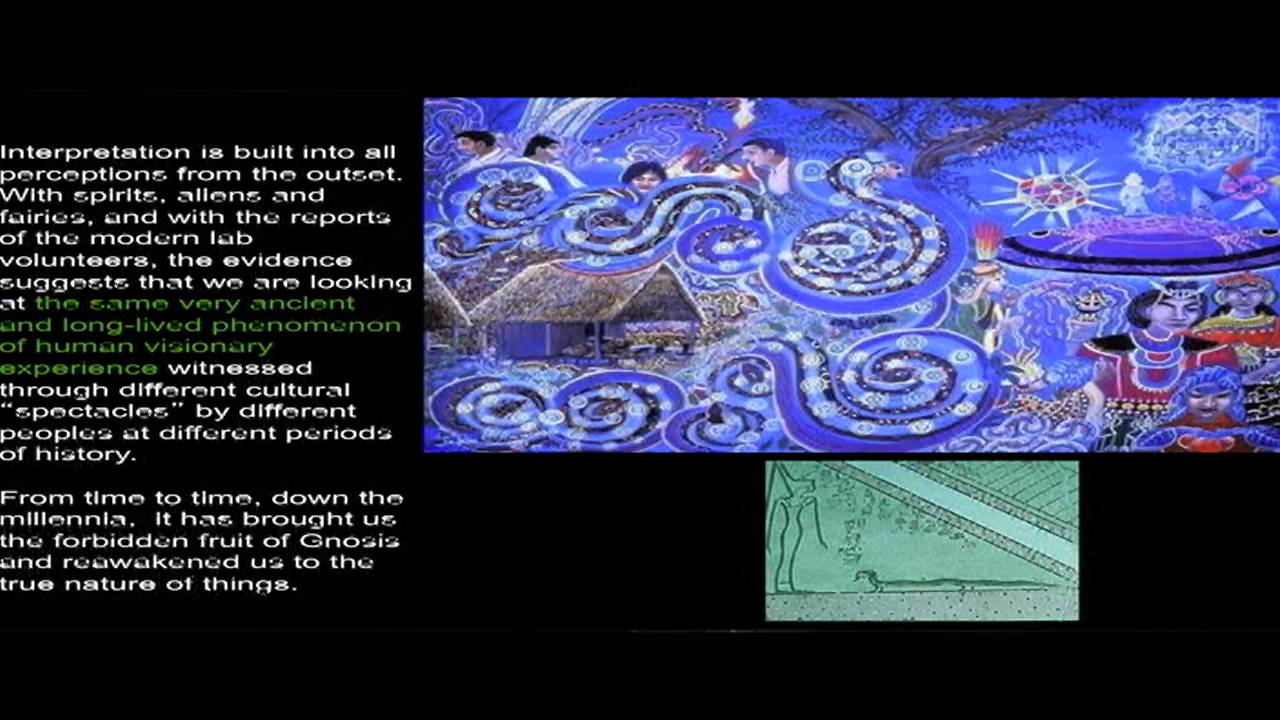 Interpretation is built into all
perceptions from the outset.
With spirits, aliens and
fairies, and with the reports
of the modern lab
volunteers, the evidence
suggests that we are looking
at the same very ancient
and long-lived phenomenon
of human visionary
experience witnessed
through different cultural
“spectacles” by different
peoples at different periods
of history.
From time to time, down the
millennia, it has brought us
the forbidden fruit of Gnosis
and reawakened us to the
true nature of things.